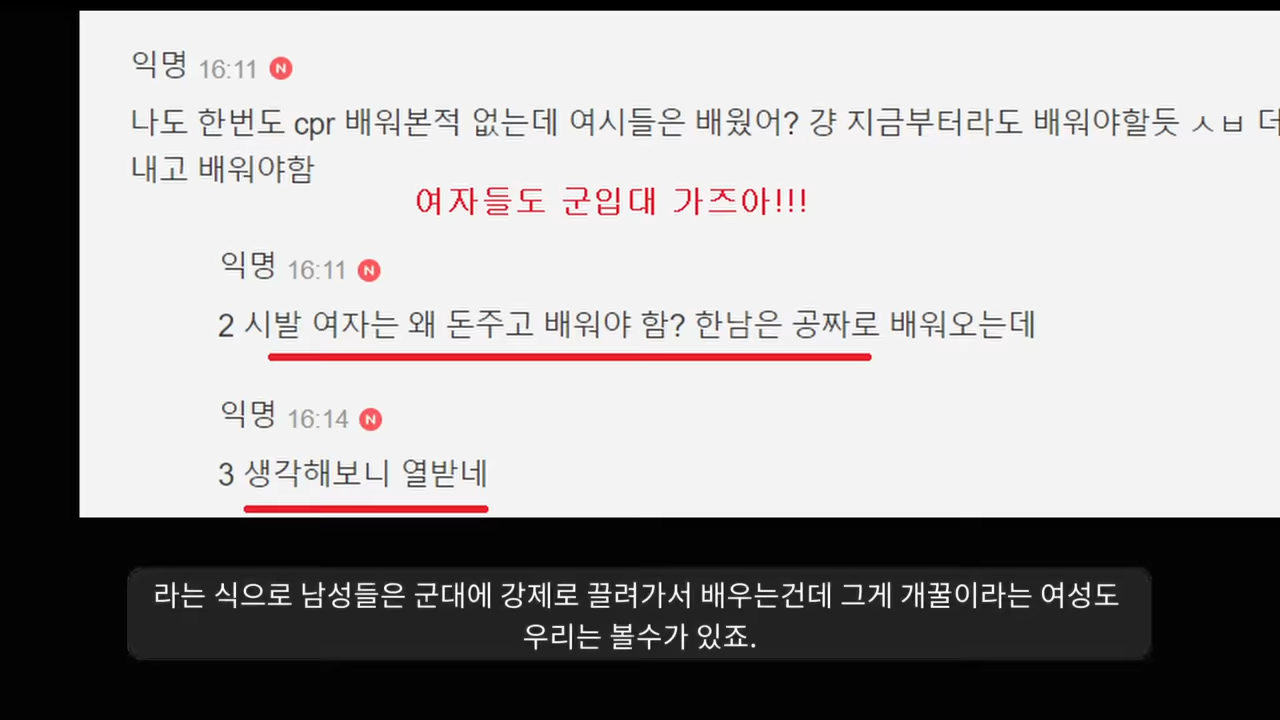 익명 16:11 N
나도 한번도 cpr 배워본적 없는데 여시들은 배웠어? 걍 지금부터라도 배워야할듯 ㅅㅂ
내고 배워야함
여자들도 군입대 가즈아!!!
익명 16:11 N
2 시발 여자는 왜 돈주고 배워야 함? 한남은 공짜로 배워오는데
익명 16:14 N
3 생각해보니 열받네
라는 식으로 남성들은 군대에 강제로 끌려가서 배우는건데 그게 개꿀이라는 여성도
우리는 볼수가 있죠.